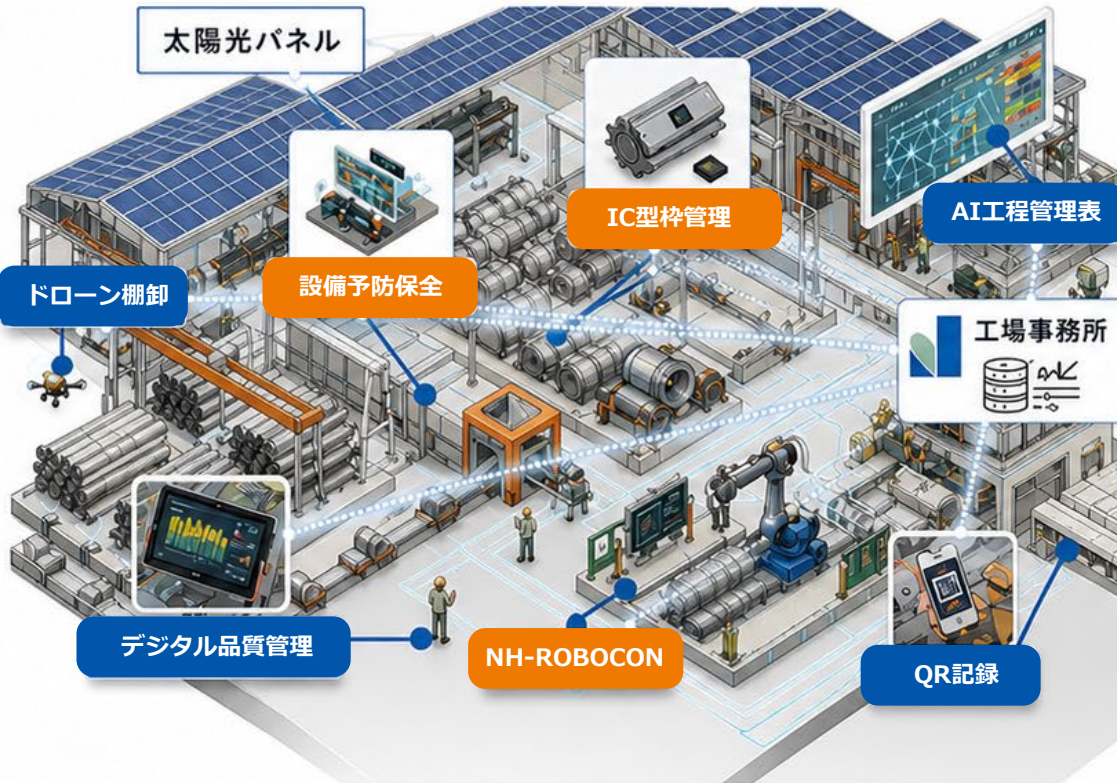 太陽光パネル
IC型枠管理
AI工程管理表
設備予防保全
ドローン棚卸
工場事務所
デジタル品質管理
NH-ROBOCON
QR記録